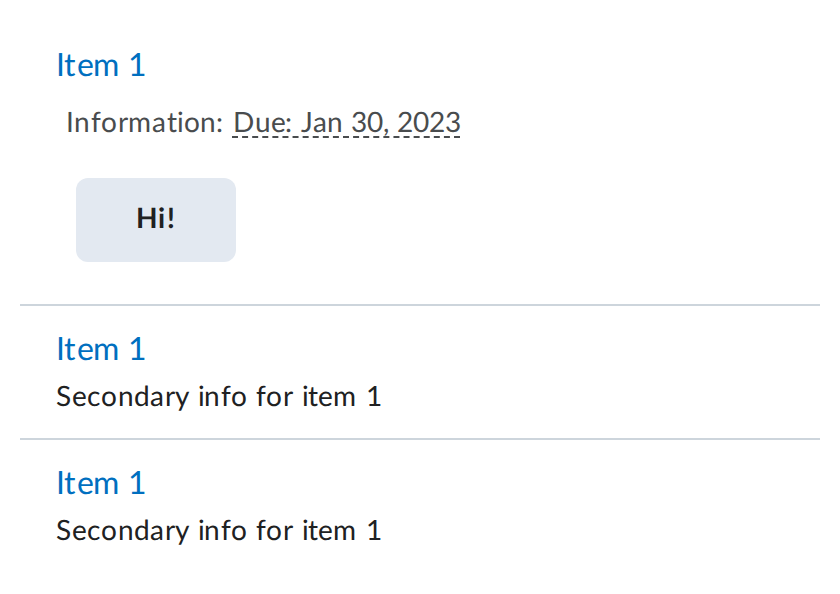 Item 1
Information: Due: Jan 30, 2023
Hi!
Item 1
Secondary info for item 1
Item 1
Secondary info for item 1